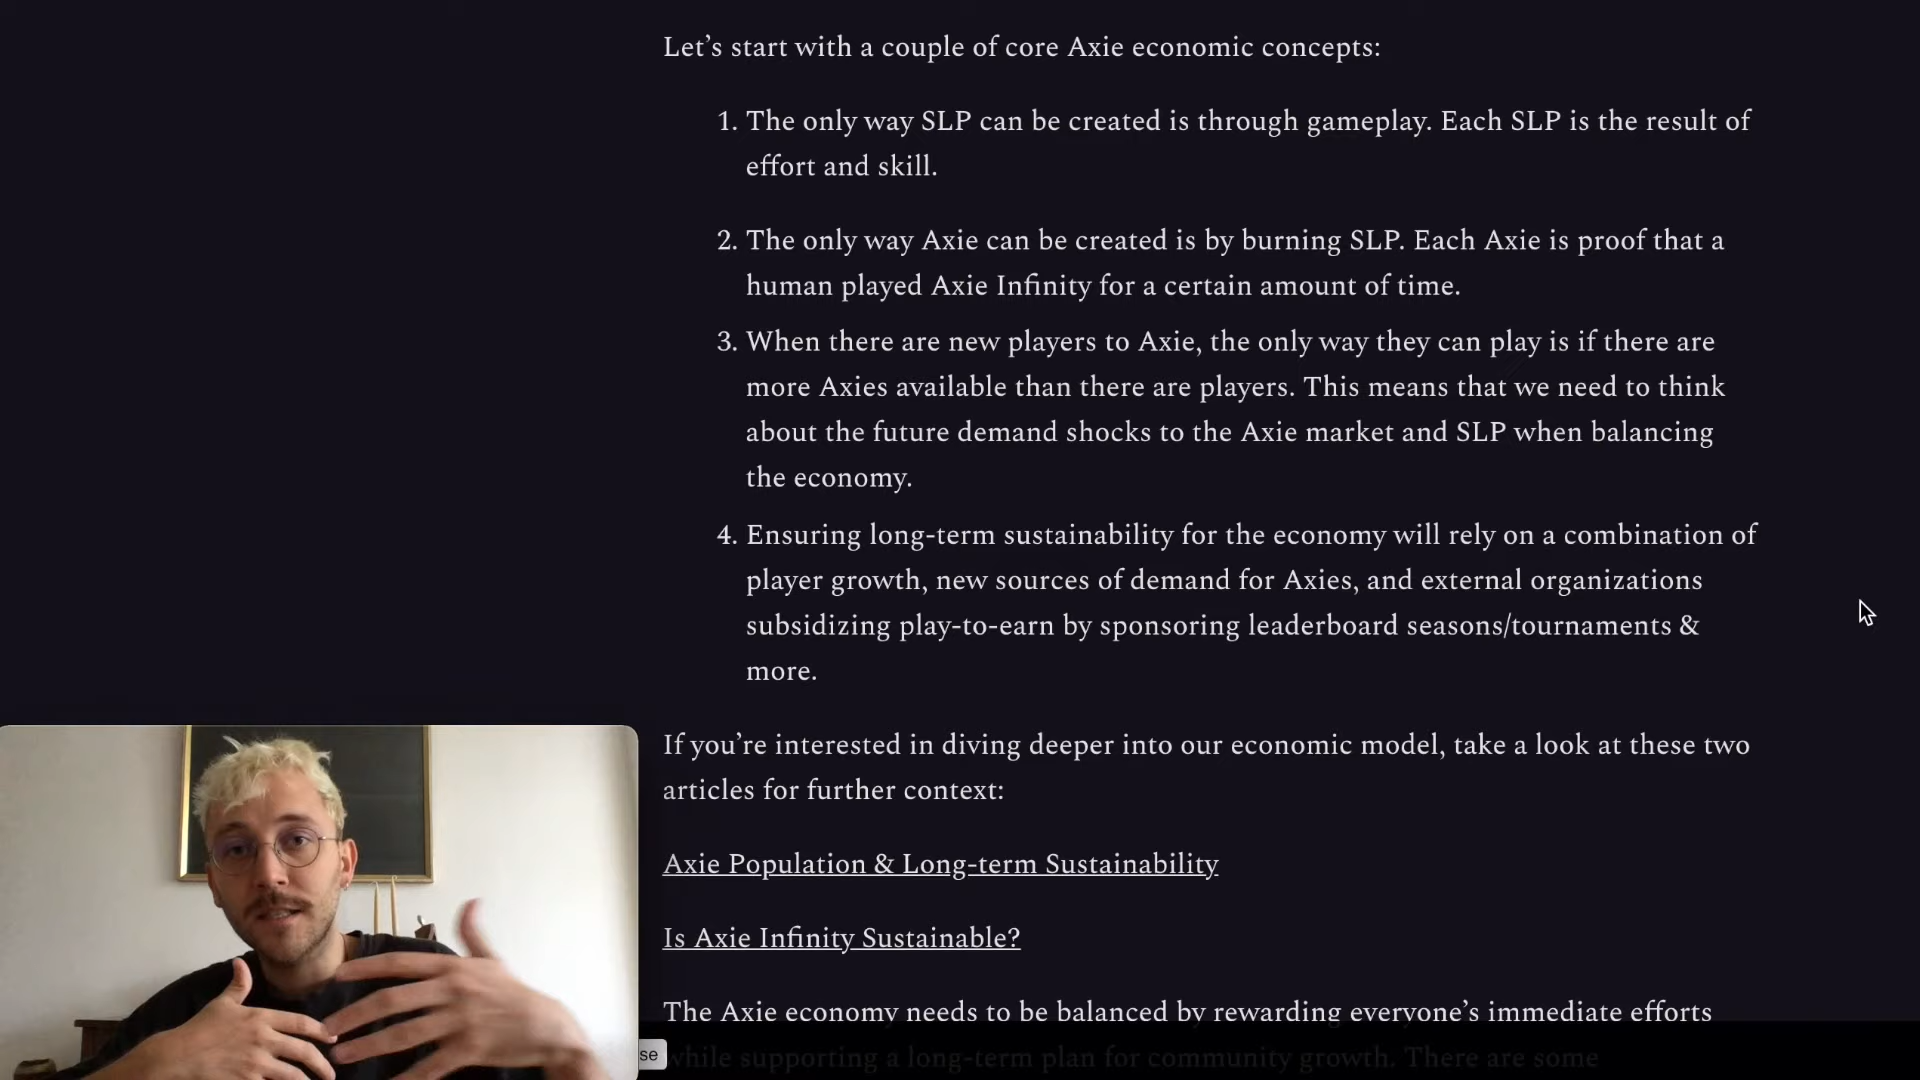 Let’s start with a couple of core Axie economic concepts:
1. The only way SLP can be created is through gameplay. Each SLP is the result of
effort and skill.
2. The only way Axie can be created is by burning SLP. Each Axie is proof that a
human played Axie Infinity for a certain amount of time.
3. When there are new players to Axie, the only way they can play is if there are
more Axies available than there are players. This means that we need to think
about the future demand shocks to the Axie market and SLP when balancing
the economy.
4. Ensuring long-term sustainability for the economy will rely on a combination of
player growth, new sources of demand for Axies, and external organizations
subsidizing play-to-earn by sponsoring leaderboard seasons/tournaments &
more.
If you’re interested in diving deeper into our economic model, take a look at these two
articles for further context:
Axie Population & Long-term Sustainability
Is Axie Infinity Sustainable?
The Axie economy needs to be balanced by rewarding everyone’s immediate efforts
se
while supporting a long-term plan for community growth. There are some